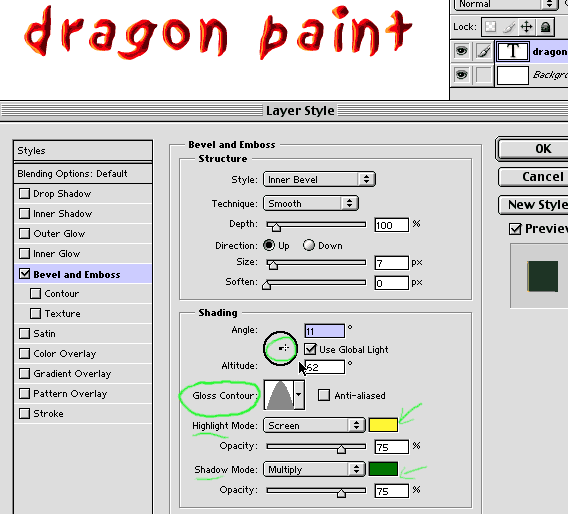 dragon paint
Normal
Lock:
T dragon
Backgro
Layer Style
Styles
Blending Options: Default
Drop Shadow
Inner Shadow
Outer Glow
Inner Glow
Bevel and Emboss
Contour
Texture
Satin
Color Overlay
Gradient Overlay
Pattern Overlay
Stroke
Bevel and Emboss
Structure
Style: Inner Bevel
Technique: Smooth
Depth: 100 %
Direction: Up Down
Size: 7 px
Soften: 0 px
Shading
Angle: 11 °
Use Global Light
Altitude: 62 °
Gloss Contour: Anti-aliased
Highlight Mode: Screen
Opacity: 75 %
Shadow Mode: Multiply
Opacity: 75 %
OK
Cancel
New Style
Preview